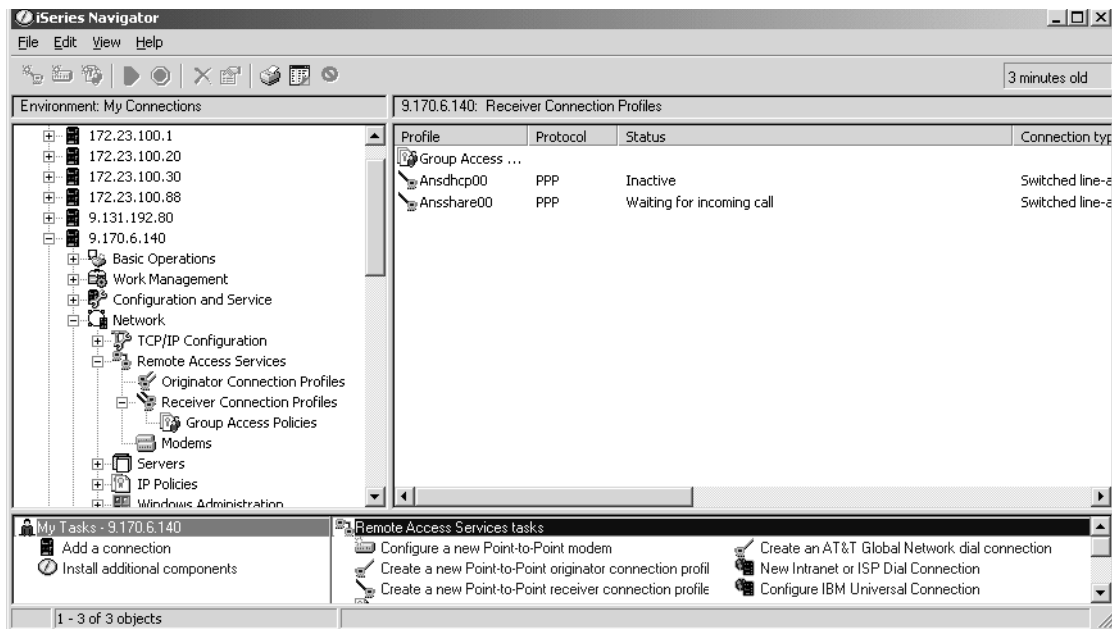 iSeries Navigator
File Edit View Help
3 minutes old
Environment: My Connections
9.170.6.140: Receiver Connection Profiles
172.23.100.1
172.23.100.20
172.23.100.30
172.23.100.88
9.131.192.80
9.170.6.140
Basic Operations
Work Management
Configuration and Service
Network
TCP/IP Configuration
Remote Access Services
Originator Connection Profiles
Receiver Connection Profiles
Group Access Policies
Modems
Servers
IP Policies
Windows Administration
Profile Protocol Status Connection typ
Group Access ...
Ansdhcp00 PPP Inactive Switched line-a
Ansshare00 PPP Waiting for incoming call Switched line-a
My Tasks - 9.170.6.140
Add a connection
Install additional components
Remote Access Services tasks
Configure a new Point-to-Point modem
Create a new Point-to-Point originator connection profil
Create a new Point-to-Point receiver connection profile
Create an AT&T Global Network dial connection
New Intranet or ISP Dial Connection
Configure IBM Universal Connection
1 - 3 of 3 objects